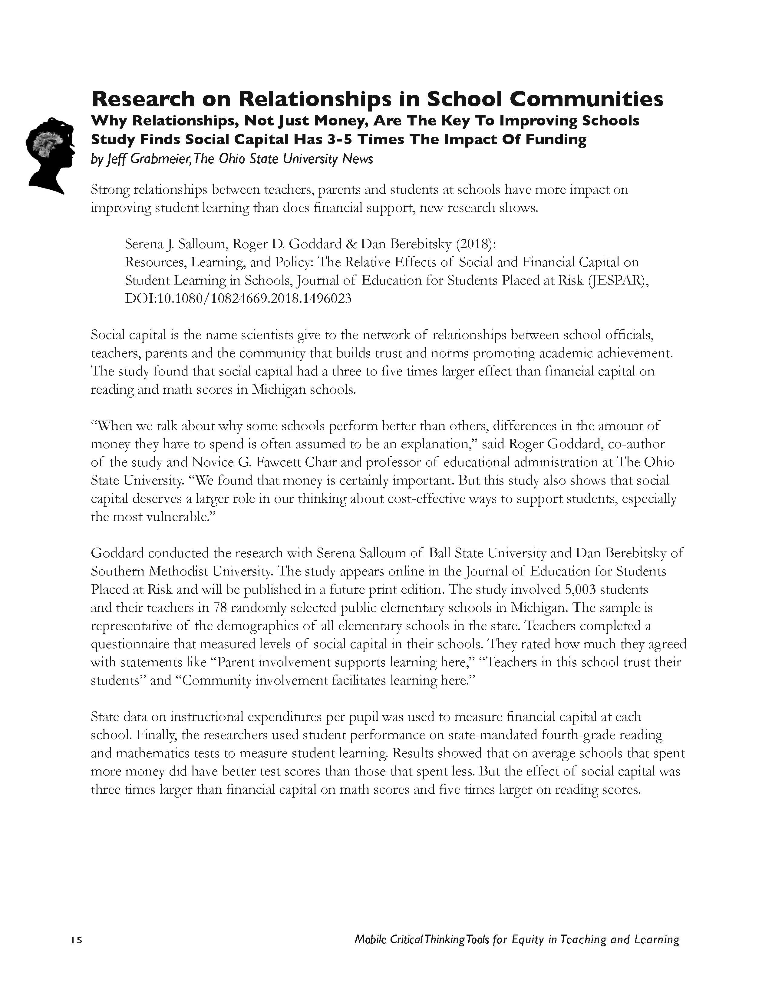 Research on Relationships in School Communities
Why Relationships, Not Just Money, Are The Key To Improving Schools
Study Finds Social Capital Has 3-5 Times The Impact Of Funding
by Jeff Grabmeier, The Ohio State University News
Strong relationships between teachers, parents and students at schools have more impact on
improving student learning than does financial support, new research shows.
Serena J. Salloum, Roger D. Goddard & Dan Berebitsky (2018):
Resources, Learning, and Policy: The Relative Effects of Social and Financial Capital on
Student Learning in Schools, Journal of Education for Students Placed at Risk (JESPAR),
DOI:10.1080/10824669.2018.1496023
Social capital is the name scientists give to the network of relationships between school officials,
teachers, parents and the community that builds trust and norms promoting academic achievement.
The study found that social capital had a three to five times larger effect than financial capital on
reading and math scores in Michigan schools.
“When we talk about why some schools perform better than others, differences in the amount of
money they have to spend is often assumed to be an explanation,” said Roger Goddard, co-author
of the study and Novice G. Fawcett Chair and professor of educational administration at The Ohio
State University. “We found that money is certainly important. But this study also shows that social
capital deserves a larger role in our thinking about cost-effective ways to support students, especially
the most vulnerable.”
Goddard conducted the research with Serena Salloum of Ball State University and Dan Berebitsky of
Southern Methodist University. The study appears online in the Journal of Education for Students
Placed at Risk and will be published in a future print edition. The study involved 5,003 students
and their teachers in 78 randomly selected public elementary schools in Michigan. The sample is
representative of the demographics of all elementary schools in the state. Teachers completed a
questionnaire that measured levels of social capital in their schools. They rated how much they agreed
with statements like “Parent involvement supports learning here,” “Teachers in this school trust their
students” and “Community involvement facilitates learning here.”
State data on instructional expenditures per pupil was used to measure financial capital at each
school. Finally, the researchers used student performance on state-mandated fourth-grade reading
and mathematics tests to measure student learning. Results showed that on average schools that spent
more money did have better test scores than those that spent less. But the effect of social capital was
three times larger than financial capital on math scores and five times larger on reading scores.
15
Mobile Critical Thinking Tools for Equity in Teaching and Learning